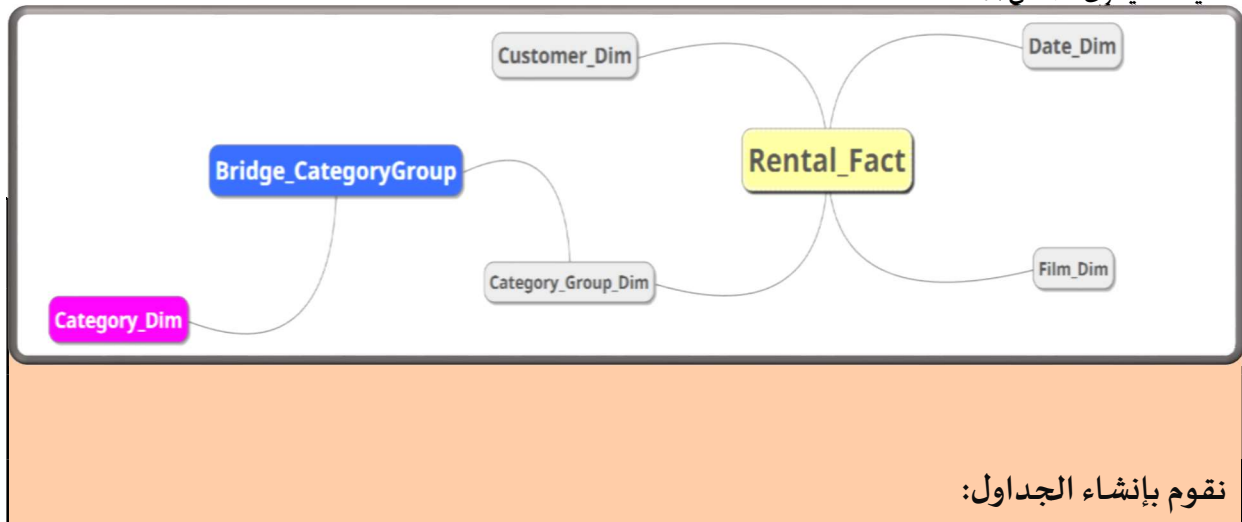 Customer_Dim
Date_Dim
Rental_Fact
Bridge_CategoryGroup
Category_Group_Dim
Film_Dim
Category_Dim
نقوم بإنشاء الجداول: